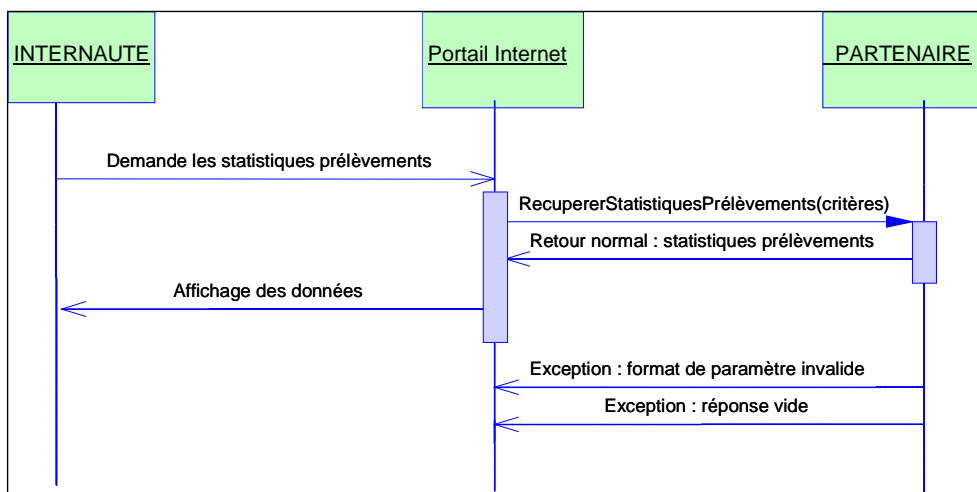 INTERNAUTE
Portail Internet
PARTENAIRE
Demande les statistiques prélèvements
RecupererStatistiquesPrélèvements(critères)
Retour normal : statistiques prélèvements
Affichage des données
Exception : format de paramètre invalide
Exception : réponse vide